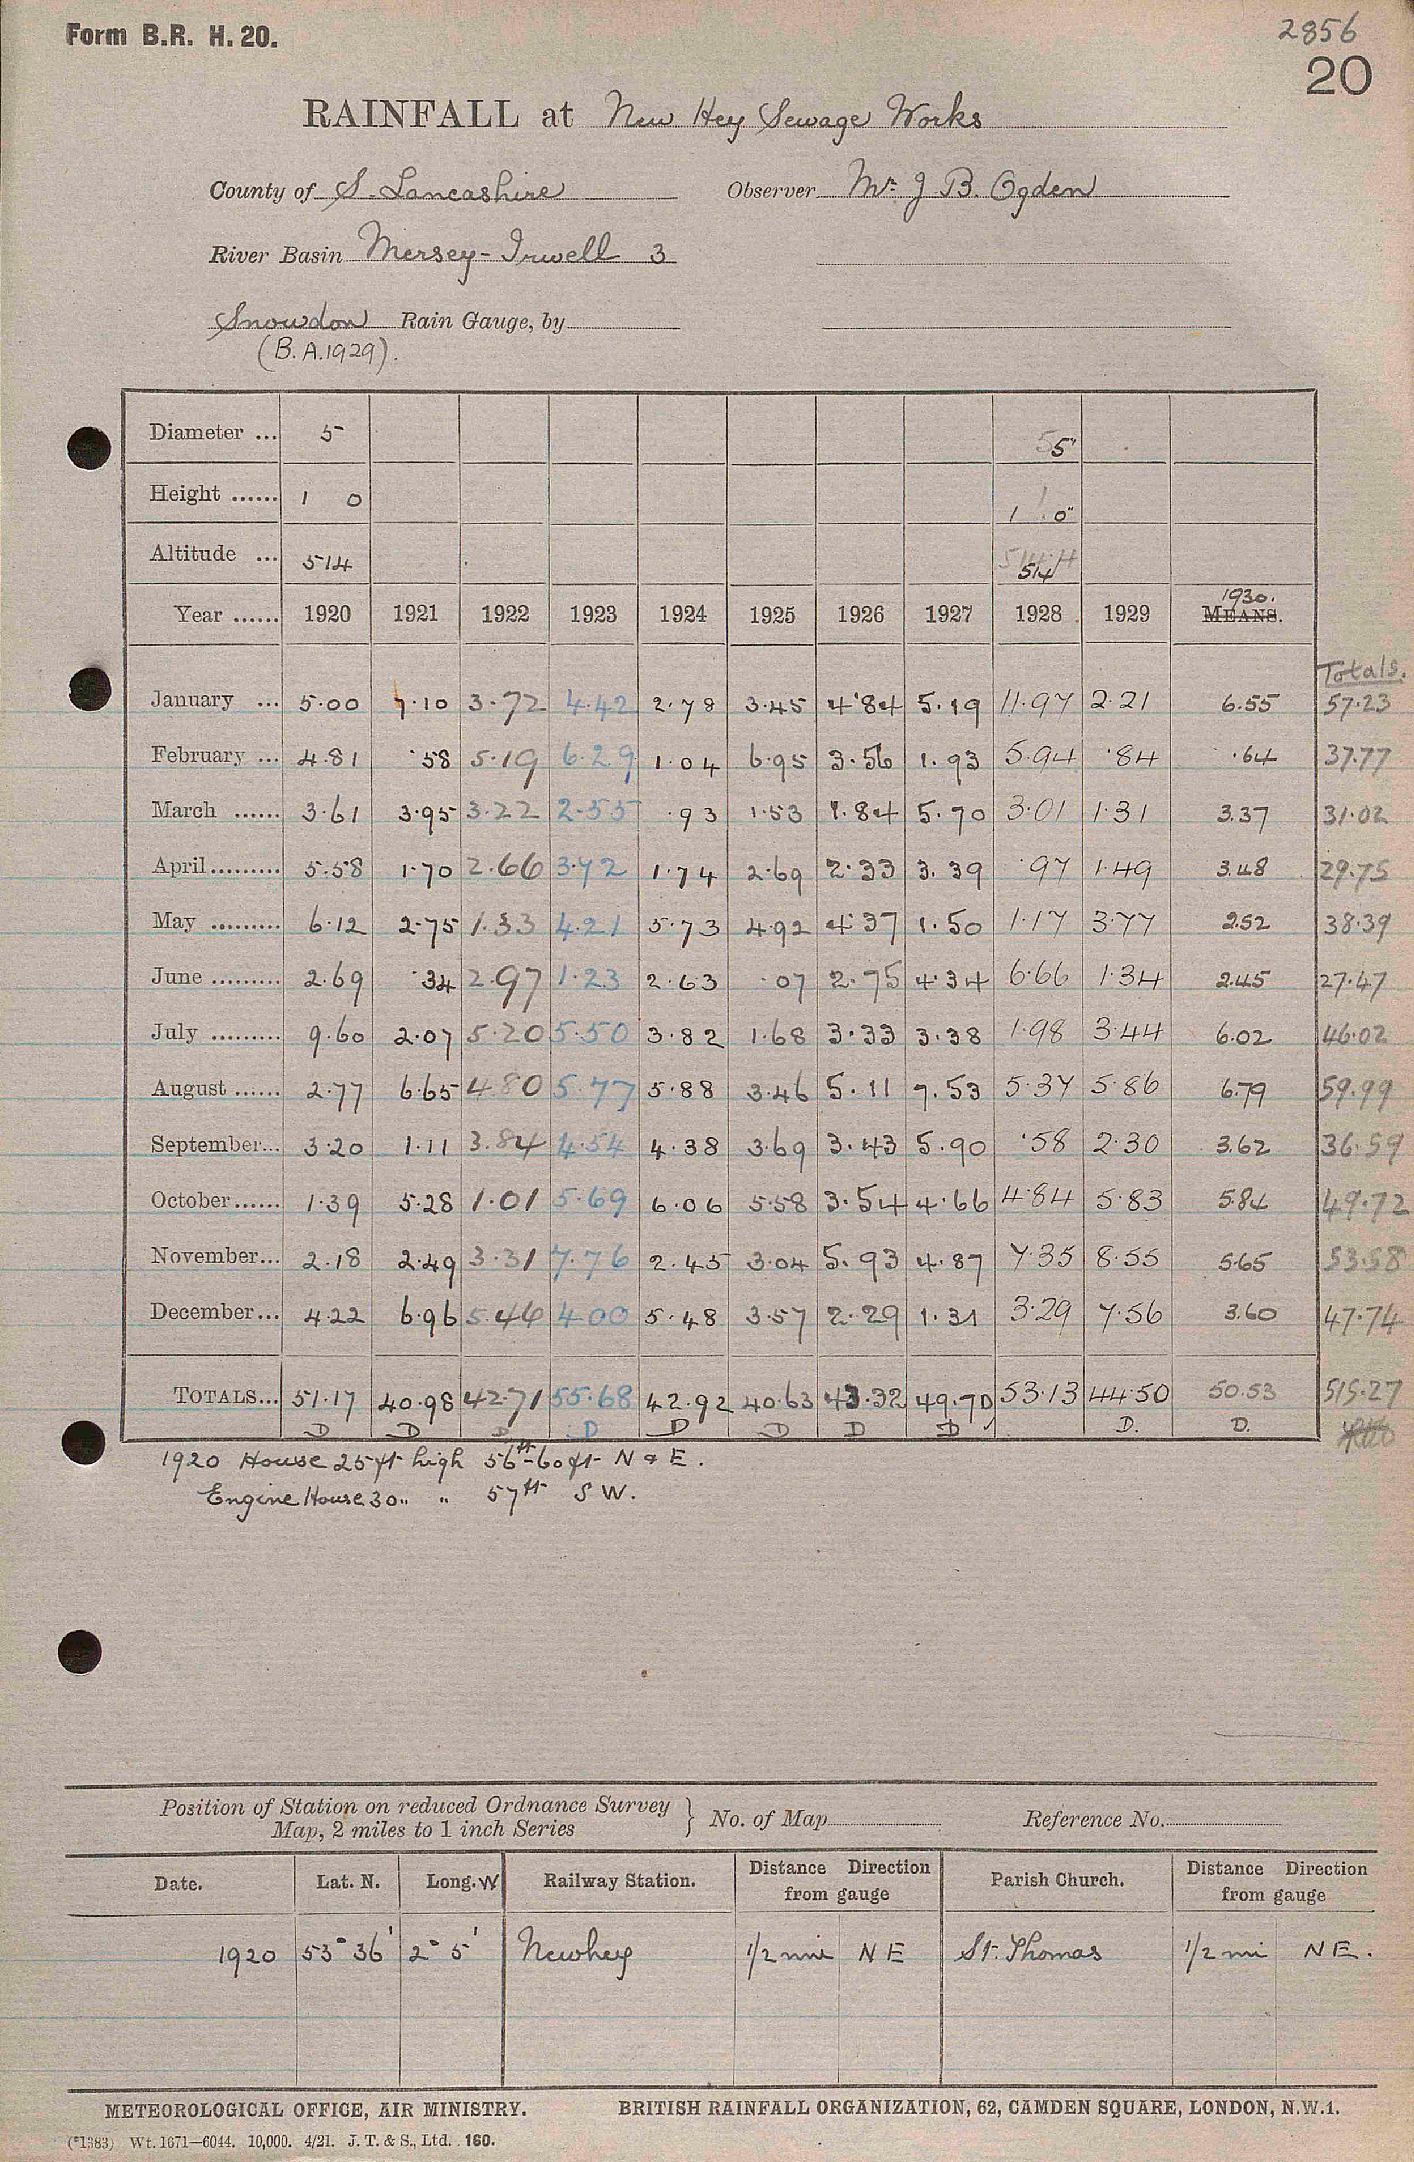 Form B.R. H. 20.
2856
20
RAINFALL at New Hey Sewage Works
County of S. Lancashire Observer Mr. J. B. Ogden
River Basin Mersey-Irwell 3
Snowdon Rain Gauge, by
(B.A.1929).
Diameter ... 5 5"
Height ...... 1 0 1 0"
Altitude ... 514 514
Year ...... 1920 1921 1922 1923 1924 1925 1926 1927 1928 1929 1930. MEANS.
Totals.
January ... 5.00 7.10 3.72 4.42 2.78 3.45 4.84 5.19 11.97 2.21 6.55 57.23
February ... 4.81 .58 5.19 6.29 1.04 6.95 3.56 1.93 5.94 .84 .64 37.77
March ...... 3.61 3.95 3.22 2.55 .93 1.53 1.84 5.70 3.01 1.31 3.37 31.02
April ......... 5.58 1.70 2.66 3.72 1.74 2.69 2.33 3.39 .97 1.49 3.48 29.75
May ......... 6.12 2.75 1.33 4.21 5.73 4.92 4.37 1.50 1.17 3.77 2.52 38.39
June ......... 2.69 .34 2.97 1.23 2.63 .07 2.75 4.34 6.66 1.34 2.45 27.47
July ......... 9.60 2.07 5.20 5.50 3.82 1.68 3.33 3.38 1.98 3.44 6.02 46.02
August ...... 2.77 6.65 4.80 5.77 5.88 3.46 5.11 7.53 5.37 5.86 6.79 59.99
September... 3.20 1.11 3.84 4.54 4.38 3.69 3.43 5.90 .58 2.30 3.62 36.59
October ...... 1.39 5.28 1.01 5.69 6.06 5.58 3.54 4.66 4.84 5.83 5.84 49.72
November... 2.18 2.49 3.31 7.76 2.45 3.04 5.93 4.87 7.35 8.55 5.65 53.58
December... 4.22 6.96 5.46 4.00 5.48 3.57 2.29 1.31 3.29 7.56 3.60 47.74
TOTALS... 51.17 40.98 42.71 55.68 42.92 40.63 43.32 49.70 53.13 44.50 50.53 515.27
D D D D D D D D D. D.
1920 House 25ft high 56ft-60ft N & E.
Engine House 30 " " 57ft S W.
Position of Station on reduced Ordnance Survey Map, 2 miles to 1 inch Series } No. of Map Reference No.
Date. Lat. N. Long. W Railway Station. Distance Direction from gauge Parish Church. Distance Direction from gauge
1920 53° 36' 2° 5' Newhey 1/2 mi N E St. Thomas 1/2 mi N E.
METEOROLOGICAL OFFICE, AIR MINISTRY. BRITISH RAINFALL ORGANIZATION, 62, CAMDEN SQUARE, LONDON, N.W.1.
(*1383) Wt. 1671—6044. 10,000. 4/21. J. T. & S., Ltd. . 160.